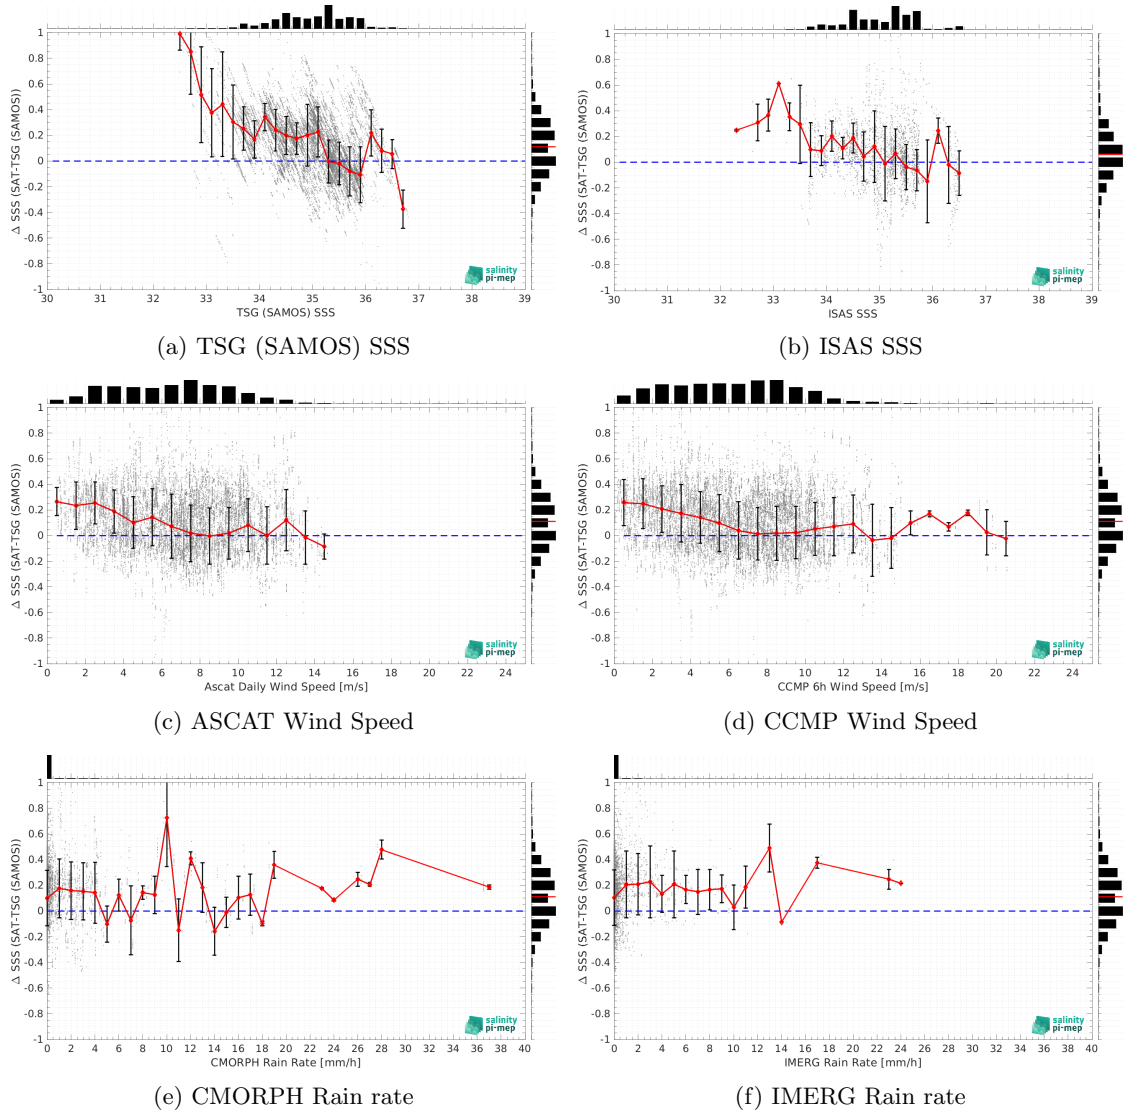 1
0.8
0.6
0.4
0.2
0
-0.2
-0.4
-0.6
-0.8
-1
Δ SSS (SAT-TSG (SAMOS))
30 31 32 33 34 35 36 37 38 39
TSG (SAMOS) SSS
salinity
pi-mep
(a) TSG (SAMOS) SSS
1
0.8
0.6
0.4
0.2
0
-0.2
-0.4
-0.6
-0.8
-1
Δ SSS (SAT-TSG (SAMOS))
30 31 32 33 34 35 36 37 38 39
ISAS SSS
salinity
pi-mep
(b) ISAS SSS
1
0.8
0.6
0.4
0.2
0
-0.2
-0.4
-0.6
-0.8
-1
Δ SSS (SAT-TSG (SAMOS))
0 2 4 6 8 10 12 14 16 18 20 22 24
Ascat Daily Wind Speed [m/s]
salinity
pi-mep
(c) ASCAT Wind Speed
1
0.8
0.6
0.4
0.2
0
-0.2
-0.4
-0.6
-0.8
-1
Δ SSS (SAT-TSG (SAMOS))
0 2 4 6 8 10 12 14 16 18 20 22 24
CCMP 6h Wind Speed [m/s]
salinity
pi-mep
(d) CCMP Wind Speed
1
0.8
0.6
0.4
0.2
0
-0.2
-0.4
-0.6
-0.8
-1
Δ SSS (SAT-TSG (SAMOS))
0 2 4 6 8 10 12 14 16 18 20 22 24 26 28 30 32 34 36 38 40
CMORPH Rain Rate [mm/h]
salinity
pi-mep
(e) CMORPH Rain rate
1
0.8
0.6
0.4
0.2
0
-0.2
-0.4
-0.6
-0.8
-1
Δ SSS (SAT-TSG (SAMOS))
0 2 4 6 8 10 12 14 16 18 20 22 24 26 28 30 32 34 36 38 40
IMERG Rain Rate [mm/h]
salinity
pi-mep
(f) IMERG Rain rate